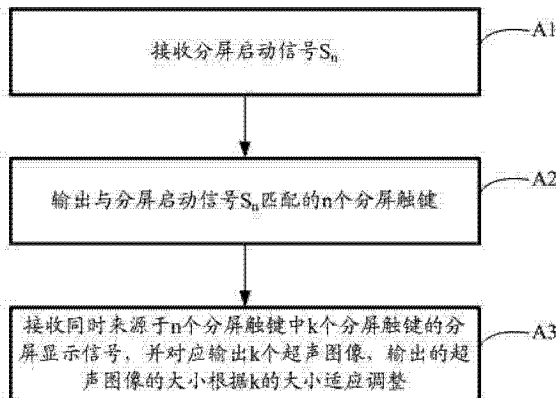 接收分屏启动信号Sn
A1
输出与分屏启动信号Sn匹配的n个分屏触键
A2
接收同时来源于n个分屏触键中k个分屏触键的分
屏显示信号，并对应输出k个超声图像，输出的超
声图像的大小根据k的大小适应调整
A3